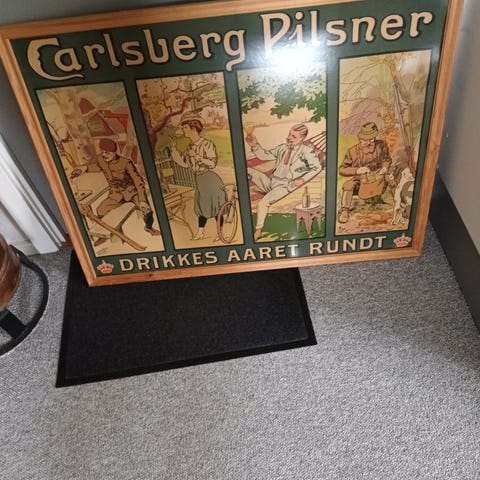 Carlsberg Pilsner
DRIKKES AARET RUNDT